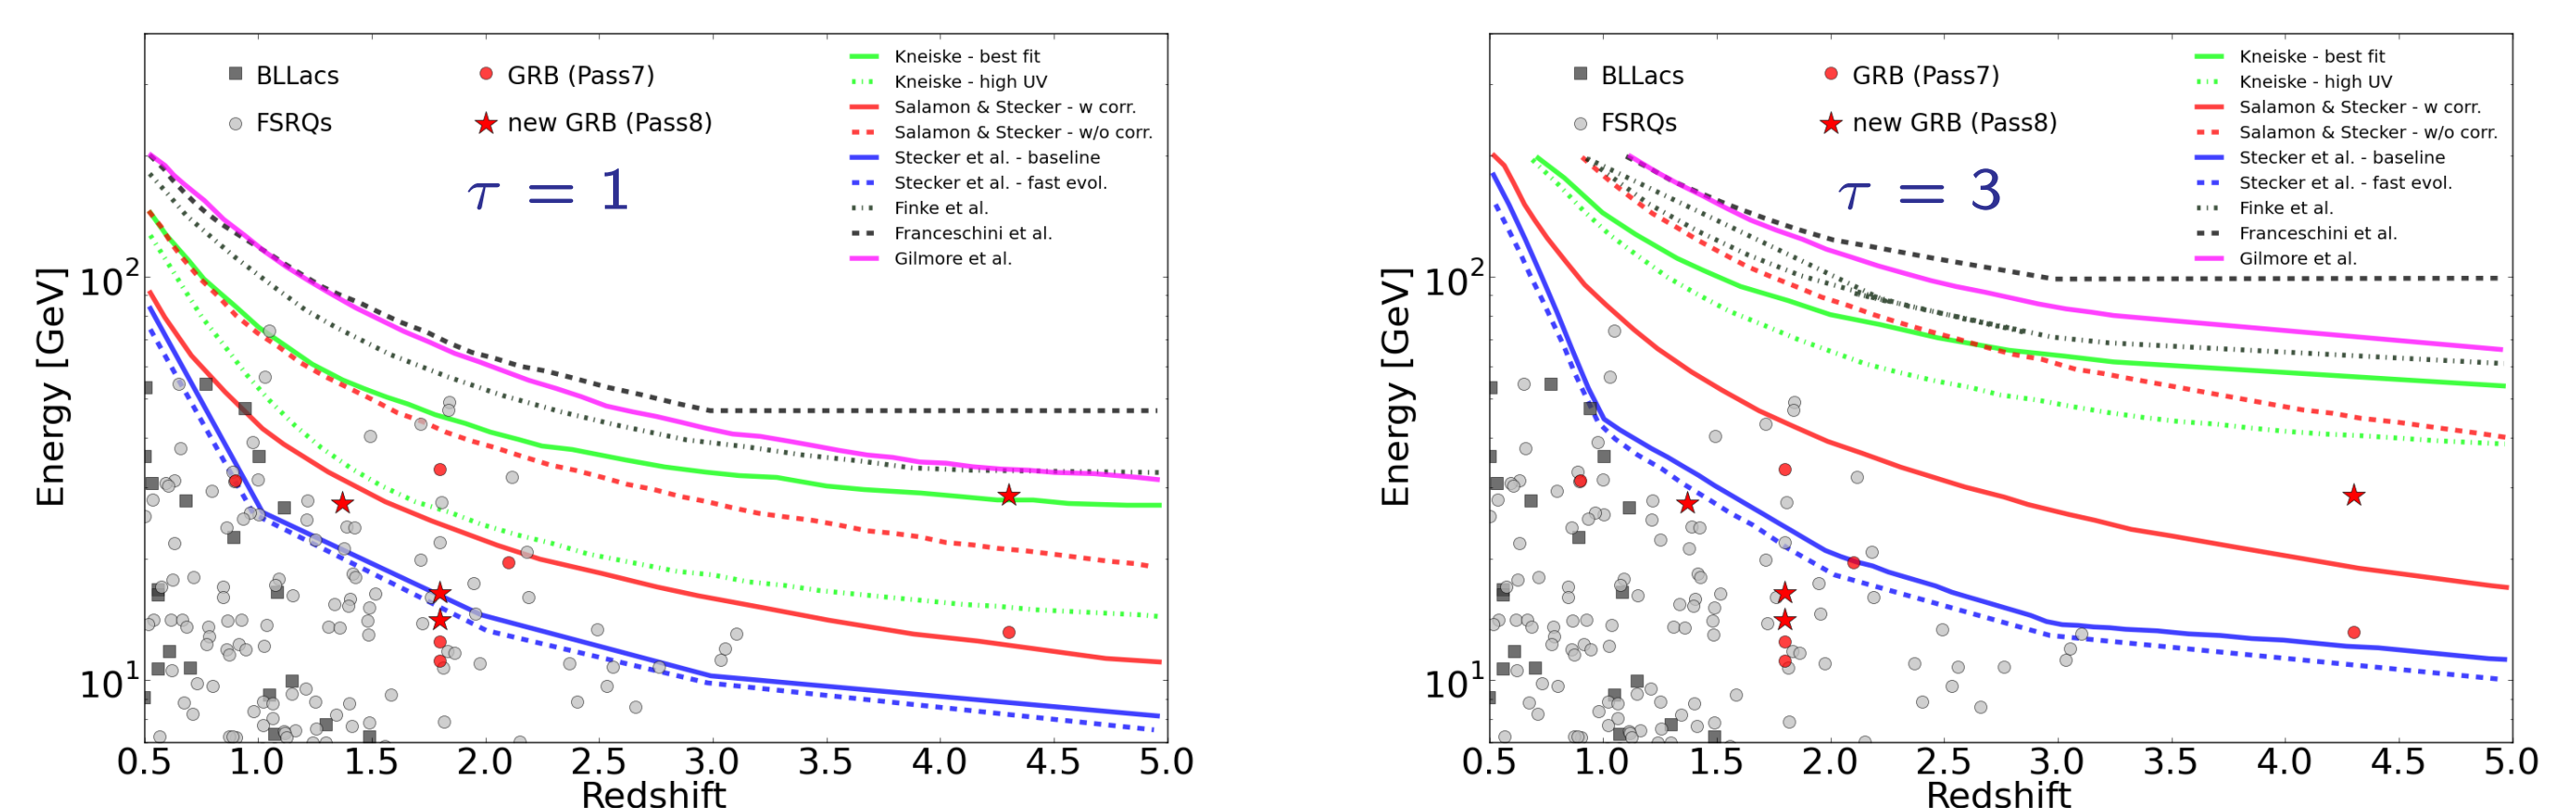 BLLacs
FSRQs
GRB (Pass7)
new GRB (Pass8)
Kneiske - best fit
Kneiske - high UV
Salamon & Stecker - w corr.
Salamon & Stecker - w/o corr.
Stecker et al. - baseline
Stecker et al. - fast evol.
Finke et al.
Franceschini et al.
Gilmore et al.
τ = 1
Energy [GeV]
10²
10¹
0.5 1.0 1.5 2.0 2.5 3.0 3.5 4.0 4.5 5.0
Redshift
BLLacs
FSRQs
GRB (Pass7)
new GRB (Pass8)
Kneiske - best fit
Kneiske - high UV
Salamon & Stecker - w corr.
Salamon & Stecker - w/o corr.
Stecker et al. - baseline
Stecker et al. - fast evol.
Finke et al.
Franceschini et al.
Gilmore et al.
τ = 3
Energy [GeV]
10²
10¹
0.5 1.0 1.5 2.0 2.5 3.0 3.5 4.0 4.5 5.0
Redshift